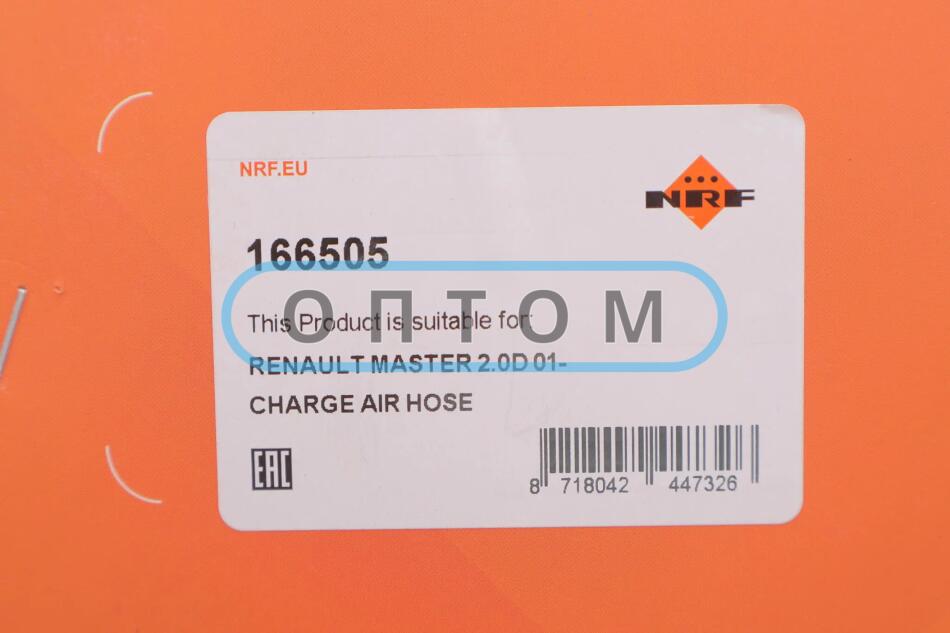 NRF.EU
NRF
166505
ОПТОМ
This Product is suitable for:
RENAULT MASTER 2.0D 01-
CHARGE AIR HOSE
EAC
8 718042 447326